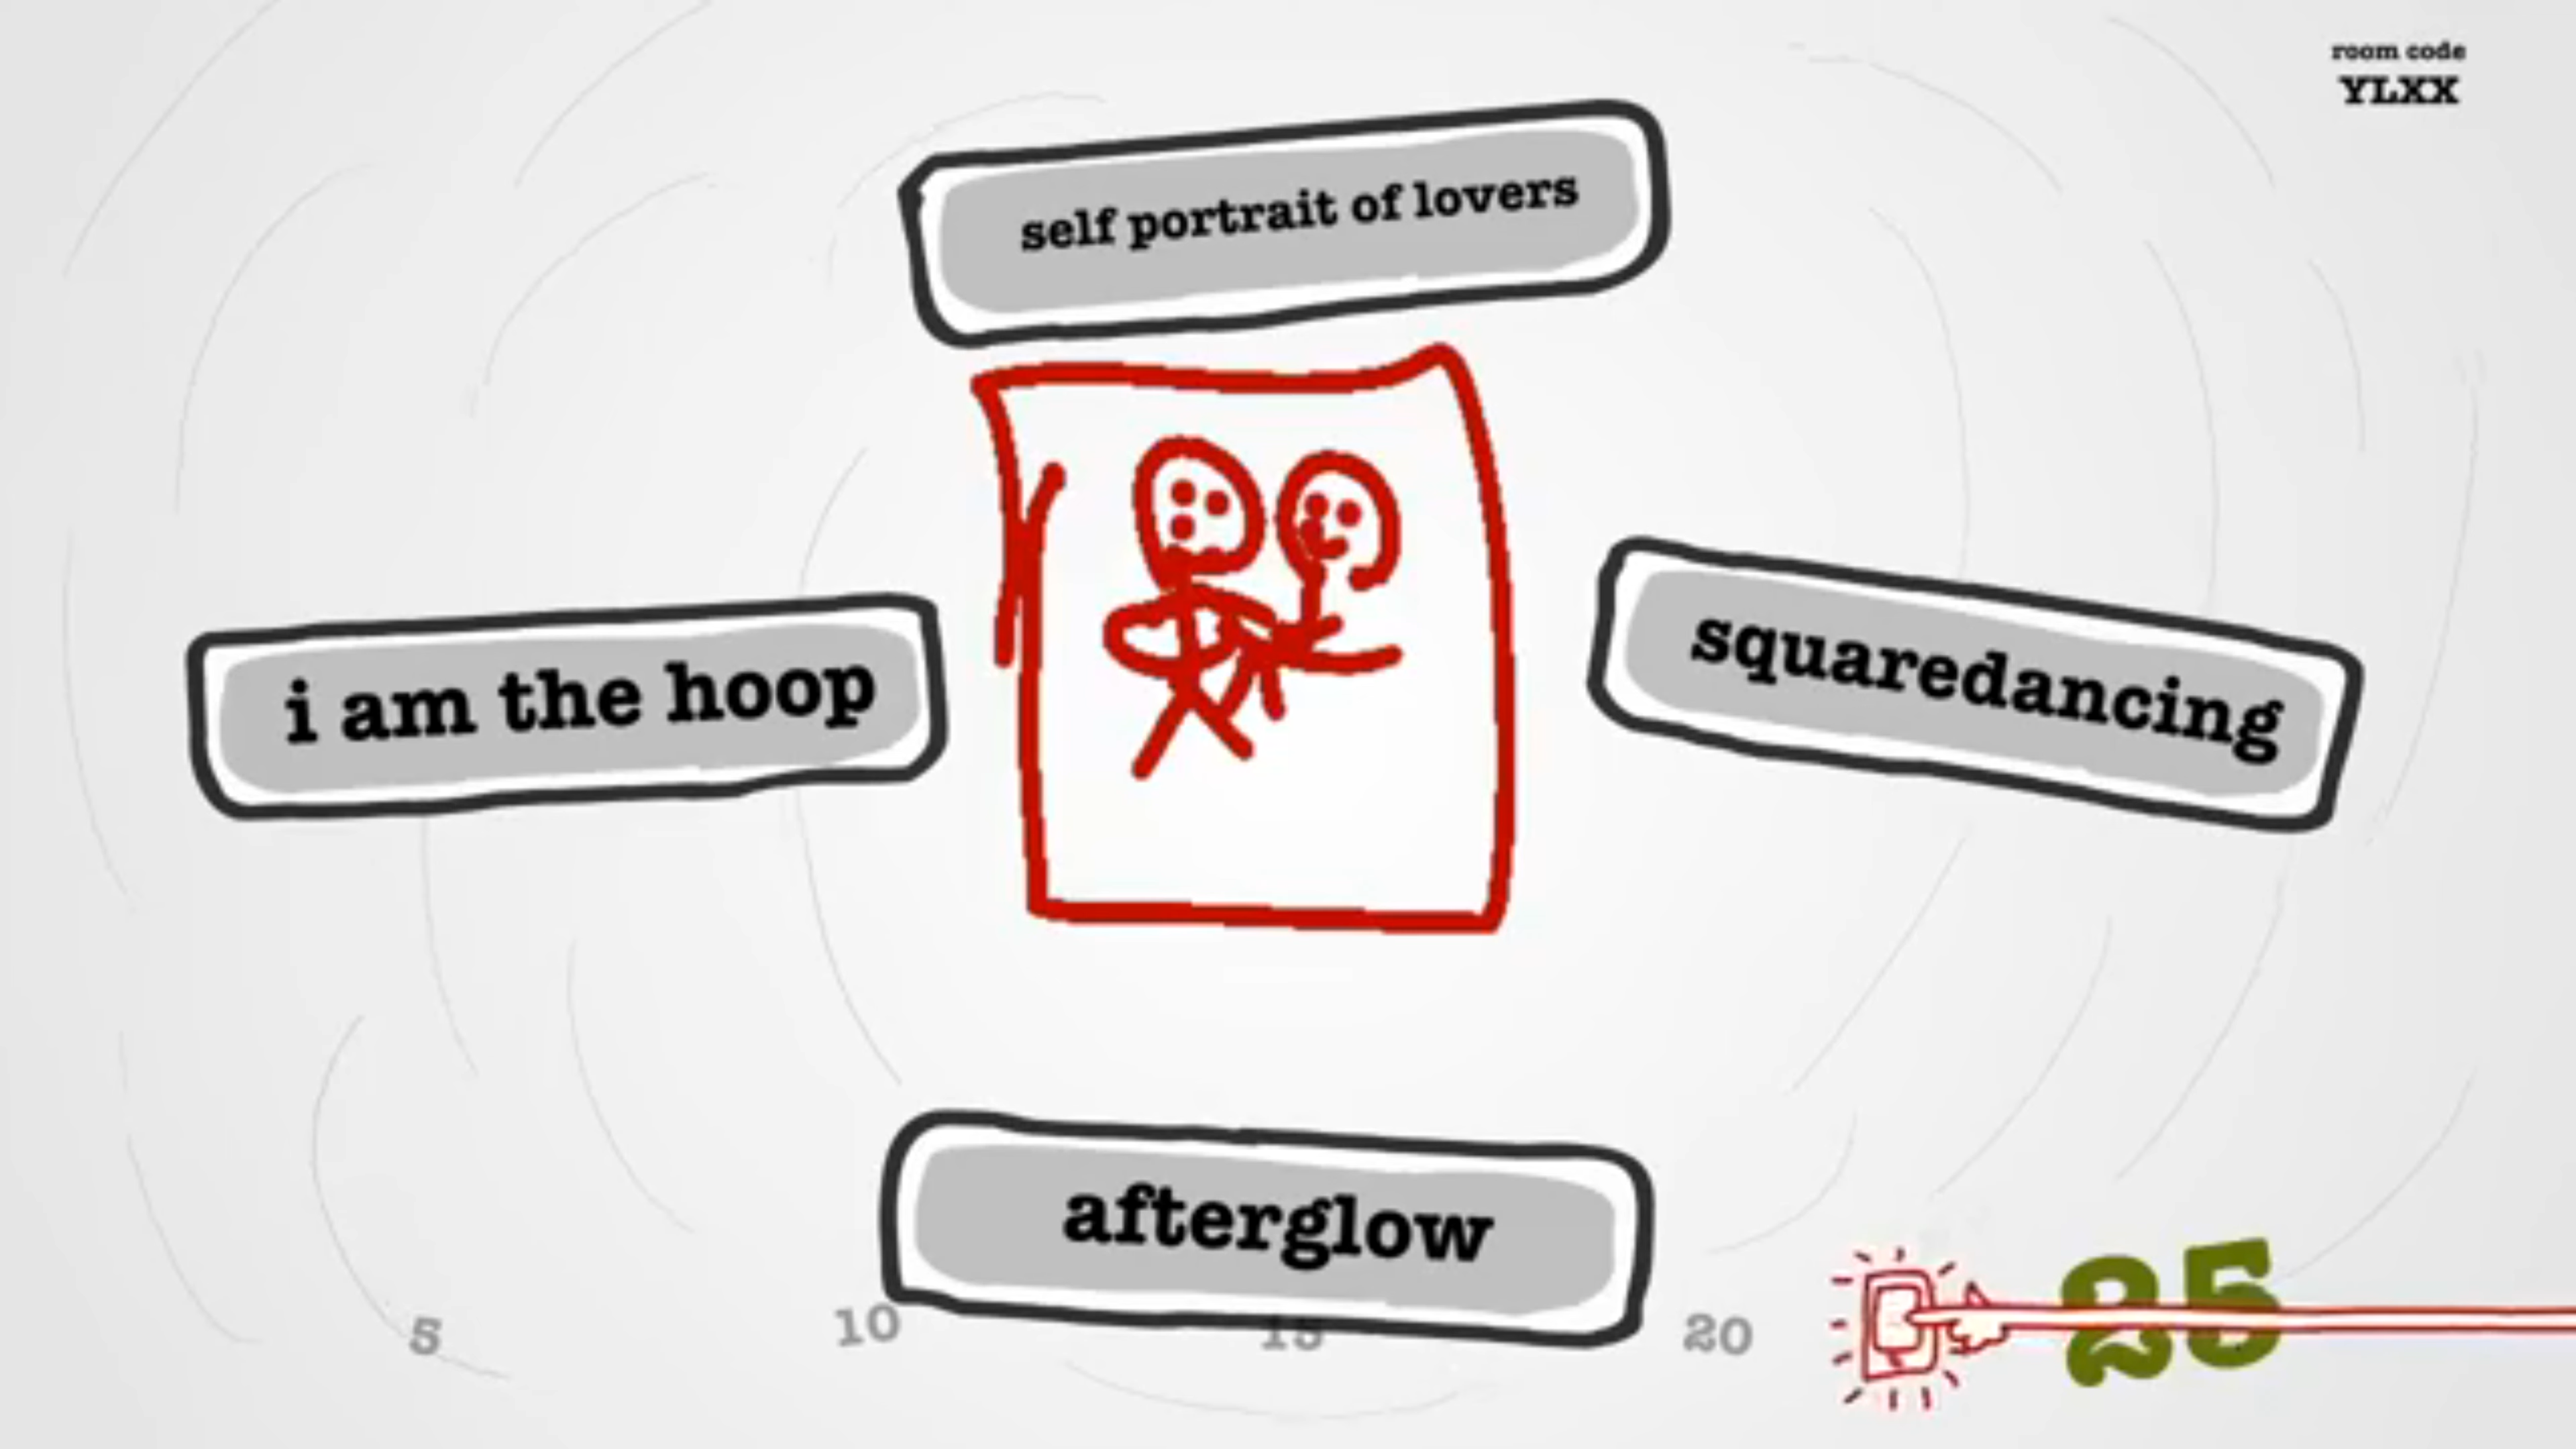 room code
YLXX
self portrait of lovers
i am the hoop
squaredancing
afterglow
5
10
15
20
25